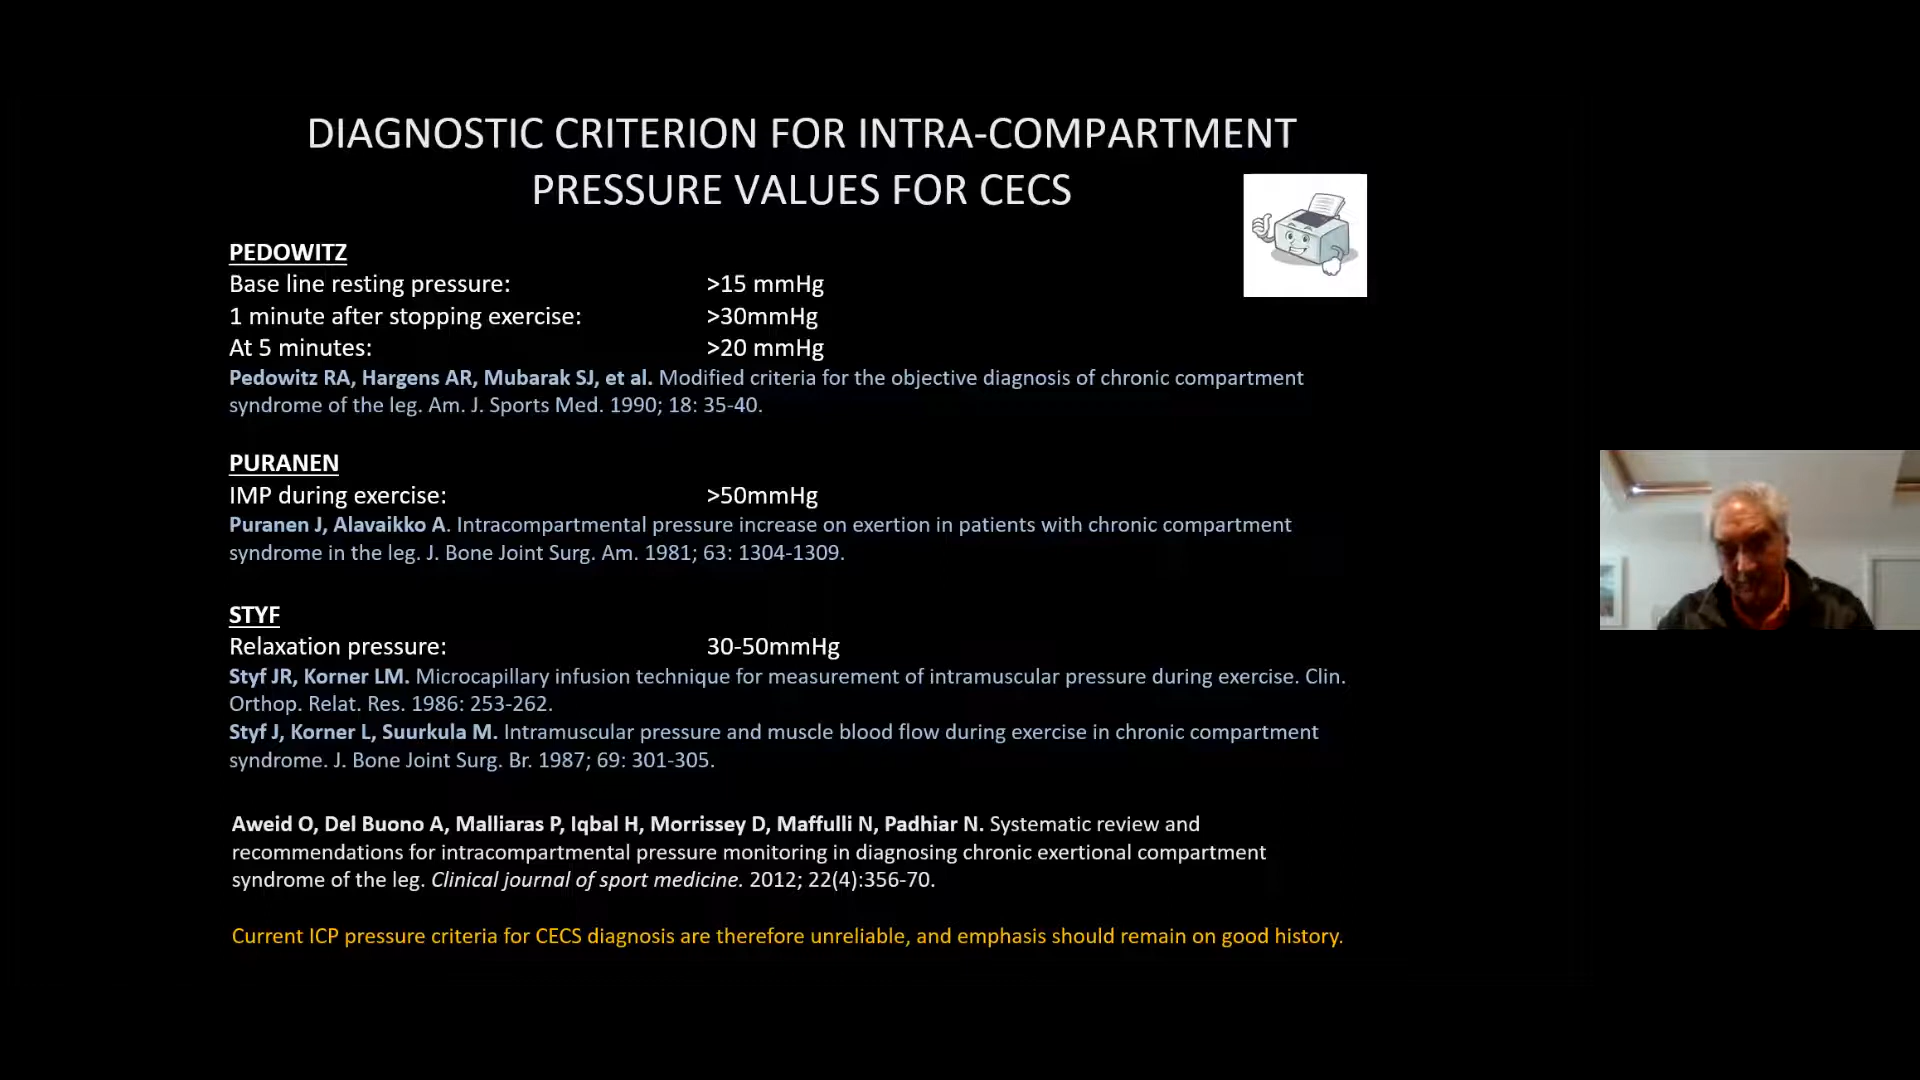 DIAGNOSTIC CRITERION FOR INTRA-COMPARTMENT
PRESSURE VALUES FOR CECS
PEDOWITZ
Base line resting pressure: >15 mmHg
1 minute after stopping exercise: >30mmHg
At 5 minutes: >20 mmHg
Pedowitz RA, Hargens AR, Mubarak SJ, et al. Modified criteria for the objective diagnosis of chronic compartment
syndrome of the leg. Am. J. Sports Med. 1990; 18: 35-40.
PURANEN
IMP during exercise: >50mmHg
Puranen J, Alavaikko A. Intracompartmental pressure increase on exertion in patients with chronic compartment
syndrome in the leg. J. Bone Joint Surg. Am. 1981; 63: 1304-1309.
STYF
Relaxation pressure: 30-50mmHg
Styf JR, Korner LM. Microcapillary infusion technique for measurement of intramuscular pressure during exercise. Clin.
Orthop. Relat. Res. 1986: 253-262.
Styf J, Korner L, Suurkula M. Intramuscular pressure and muscle blood flow during exercise in chronic compartment
syndrome. J. Bone Joint Surg. Br. 1987; 69: 301-305.
Aweid O, Del Buono A, Malliaras P, Iqbal H, Morrissey D, Maffulli N, Padhiar N. Systematic review and
recommendations for intracompartmental pressure monitoring in diagnosing chronic exertional compartment
syndrome of the leg. Clinical journal of sport medicine. 2012; 22(4):356-70.
Current ICP pressure criteria for CECS diagnosis are therefore unreliable, and emphasis should remain on good history.